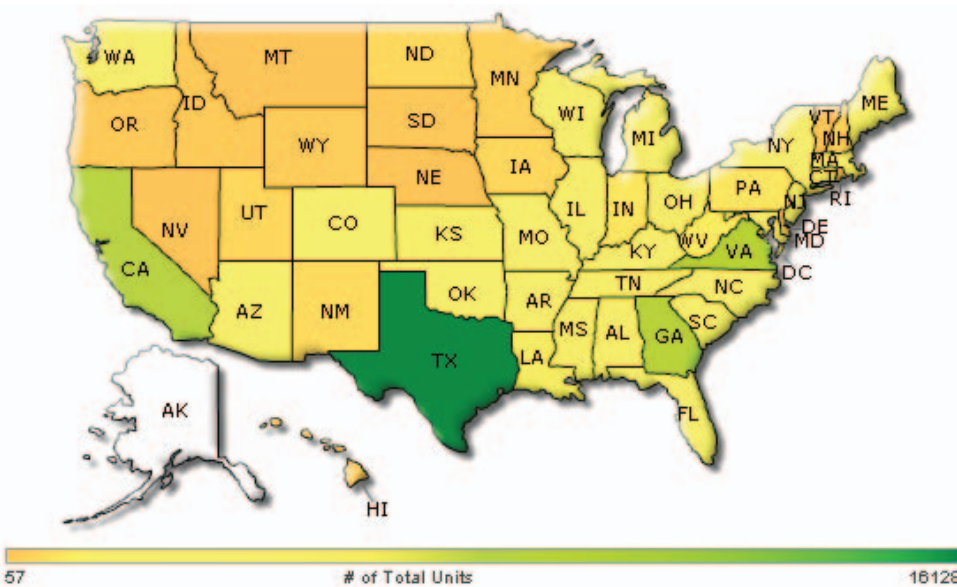 WA
MT
ND
MN
ME
ID
OR
SD
WI
VT
NH
MI
NY
WY
MA
CT
RI
IA
NE
PA
NJ
NV
UT
IL
IN
OH
DE
CO
MD
KS
MO
WV
VA
KY
DC
CA
TN
NC
OK
AR
AZ
NM
SC
MS
AL
GA
LA
TX
AK
FL
HI
57 # of Total Units 16129